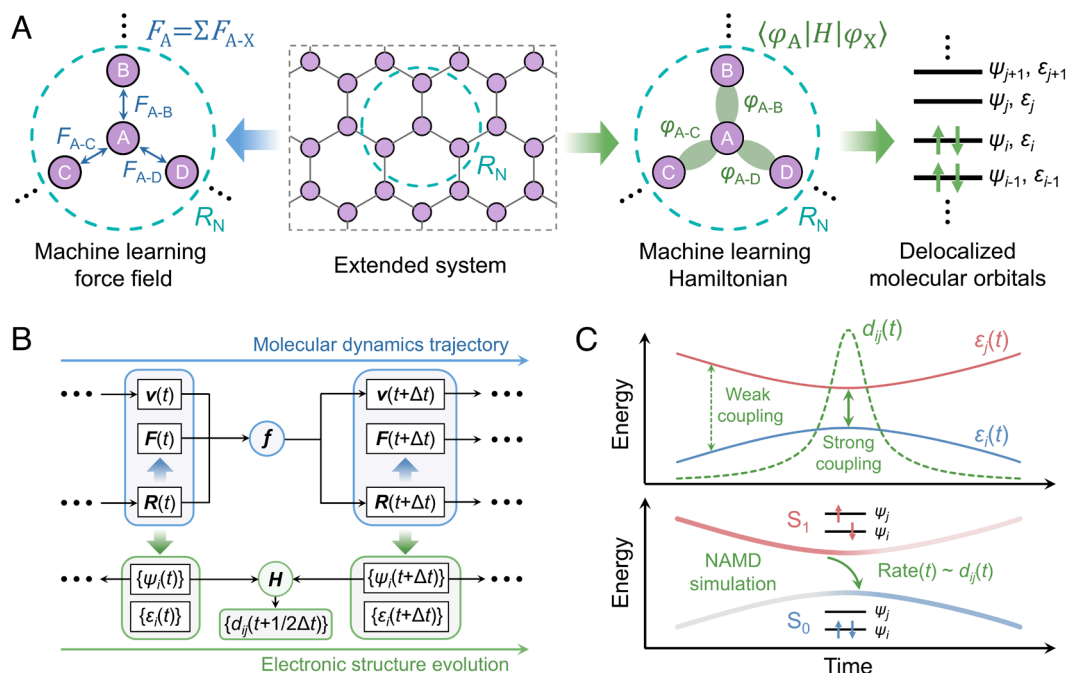 A
F_A=ΣF_A-X
B
F_A-B
A
F_A-C
F_A-D
C
D
R_N
Machine learning
force field
R_N
Extended system
⟨φ_A|H|φ_X⟩
B
φ_A-B
φ_A-C
A
φ_A-D
C
D
R_N
Machine learning
Hamiltonian
ψ_j+1, ε_j+1
ψ_j, ε_j
ψ_i, ε_i
ψ_i-1, ε_i-1
Delocalized
molecular orbitals
B
Molecular dynamics trajectory
v(t)
v(t+Δt)
F(t)
f
F(t+Δt)
R(t)
R(t+Δt)
{ψ_i(t)}
H
{ψ_i(t+Δt)}
{ε_i(t)}
{d_ij(t+1/2Δt)}
{ε_i(t+Δt)}
Electronic structure evolution
C
d_ij(t)
ε_j(t)
Energy
Weak
coupling
Strong
coupling
ε_i(t)
Energy
S_1
ψ_j
ψ_i
NAMD
simulation
Rate(t) ~ d_ij(t)
S_0
ψ_j
ψ_i
Time